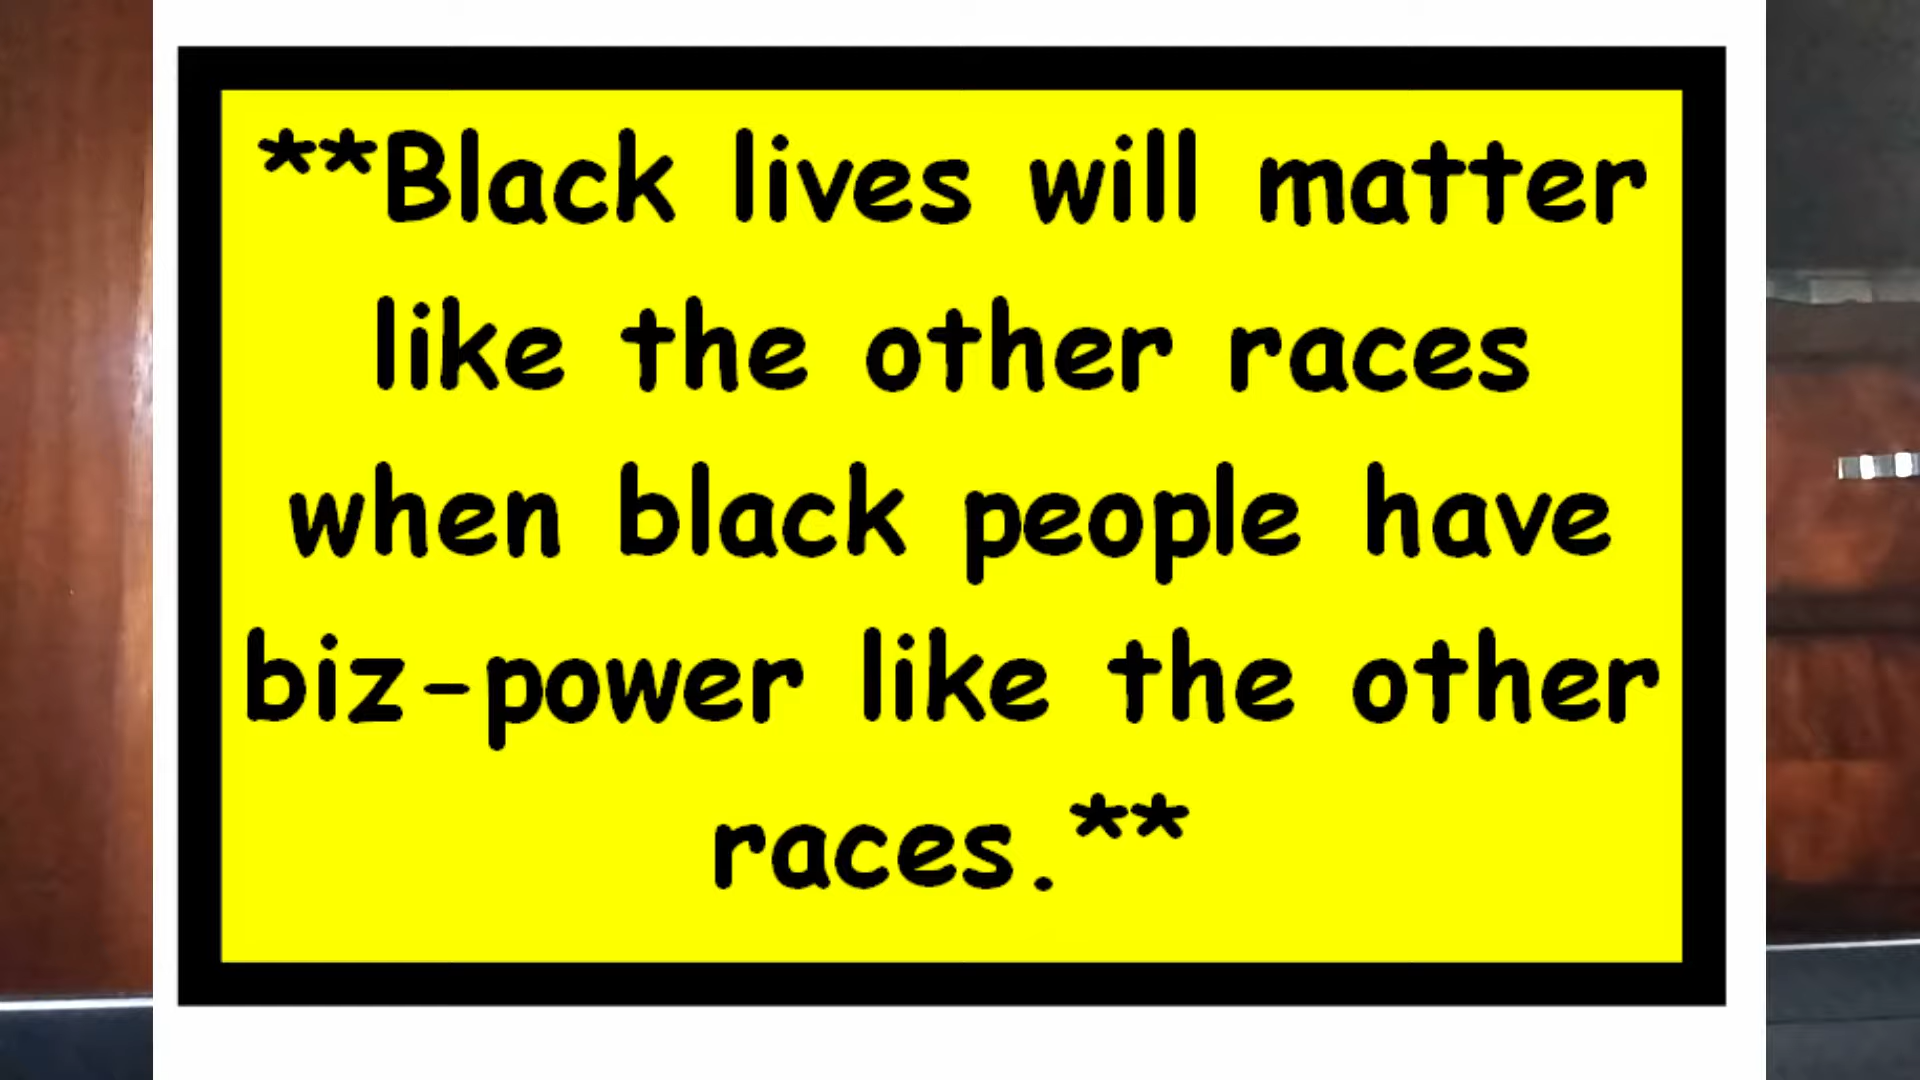 **Black lives will matter
like the other races
when black people have
biz-power like the other
races.**